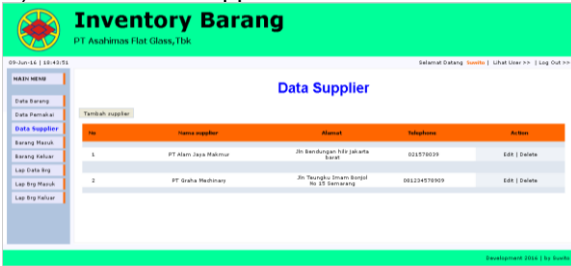 Inventory Barang
PT Asahimas Flat Glass,Tbk
09-Jun-16 | 10:43:51
Selamat Datang Susilo | Lihat User >> | Log Out >>
MAIN MENU
Data Barang
Data Pemakai
Data Supplier
Barang Masuk
Barang Keluar
Lap Data Brg
Lap Brg Masuk
Lap Brg Keluar
Data Supplier
Tambah supplier
No Nama supplier Alamat Telephone Action
1 PT Alam Jaya Makmur Jln Bendungan hilir jakarta barat 021578039 Edit | Delete
2 PT Graha Mechinary Jln Teungku Imam Bonjol No 15 Semarang 081234578909 Edit | Delete
Development 2016 | by Susilo